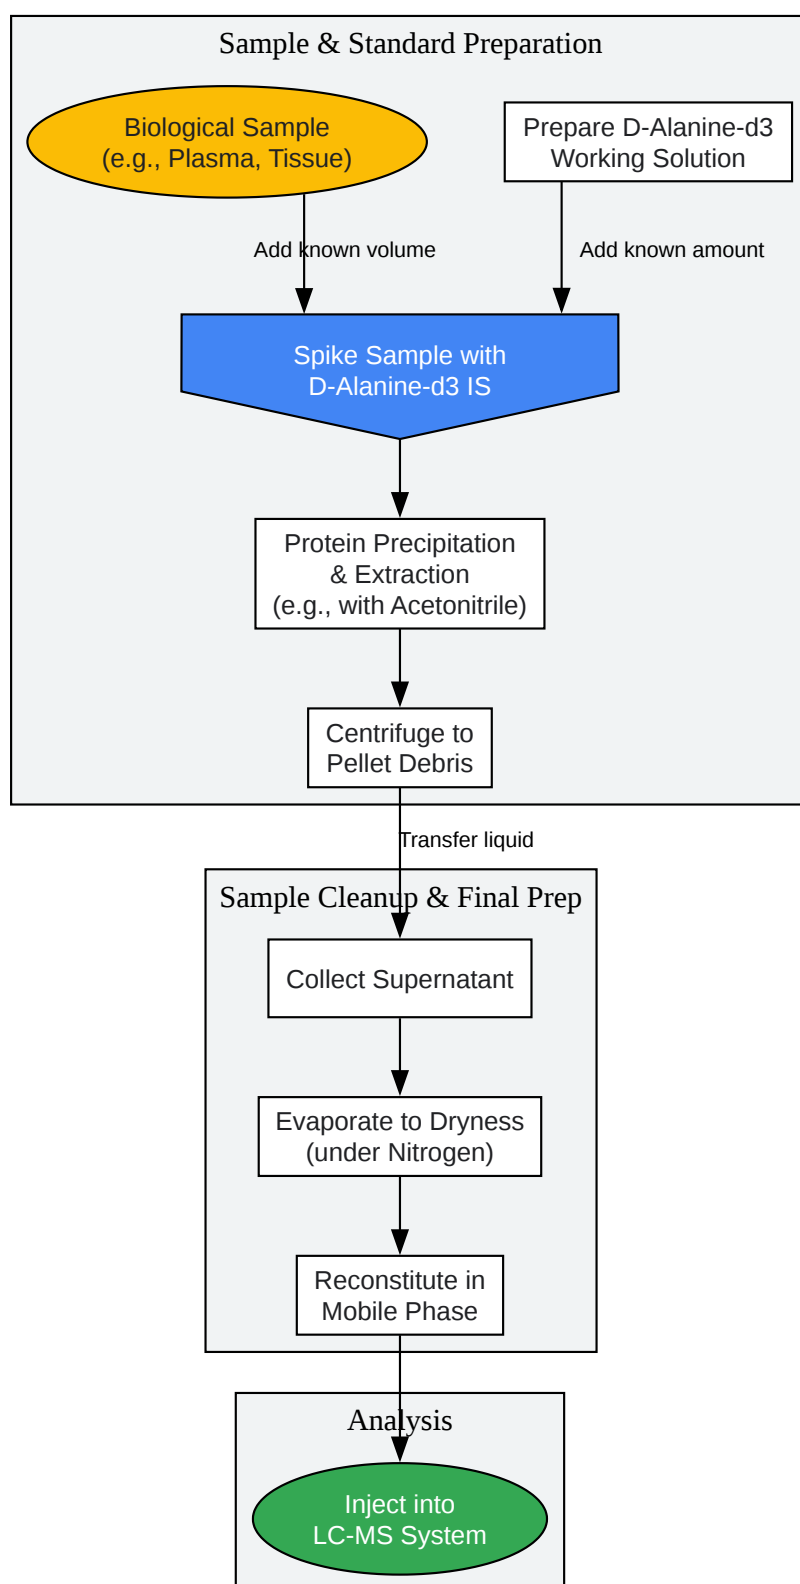 Sample & Standard Preparation
Biological Sample
(e.g., Plasma, Tissue)
Prepare D-Alanine-d3
Working Solution
Add known volume
Add known amount
Spike Sample with
D-Alanine-d3 IS
Protein Precipitation
& Extraction
(e.g., with Acetonitrile)
Centrifuge to
Pellet Debris
Transfer liquid
Sample Cleanup & Final Prep
Collect Supernatant
Evaporate to Dryness
(under Nitrogen)
Reconstitute in
Mobile Phase
Analysis
Inject into
LC-MS System